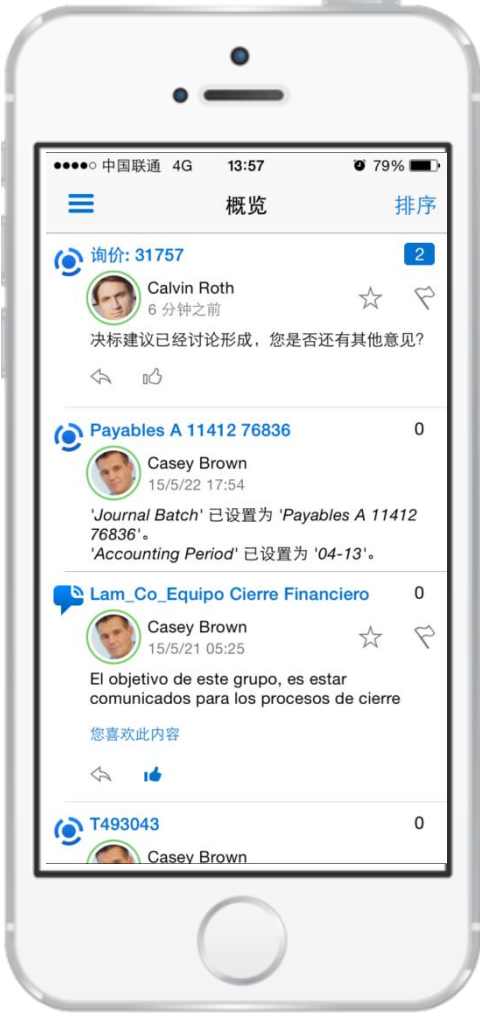 中国联通 4G 13:57 79%
概览 排序
询价: 31757 2
Calvin Roth
6 分钟之前
决标建议已经讨论形成，您是否还有其他意见?
Payables A 11412 76836 0
Casey Brown
15/5/22 17:54
'Journal Batch' 已设置为 'Payables A 11412
76836'。
'Accounting Period' 已设置为 '04-13'。
Lam_Co_Equipo Cierre Financiero 0
Casey Brown
15/5/21 05:25
El objetivo de este grupo, es estar
comunicados para los procesos de cierre
您喜欢此内容
T493043 0
Casey Brown